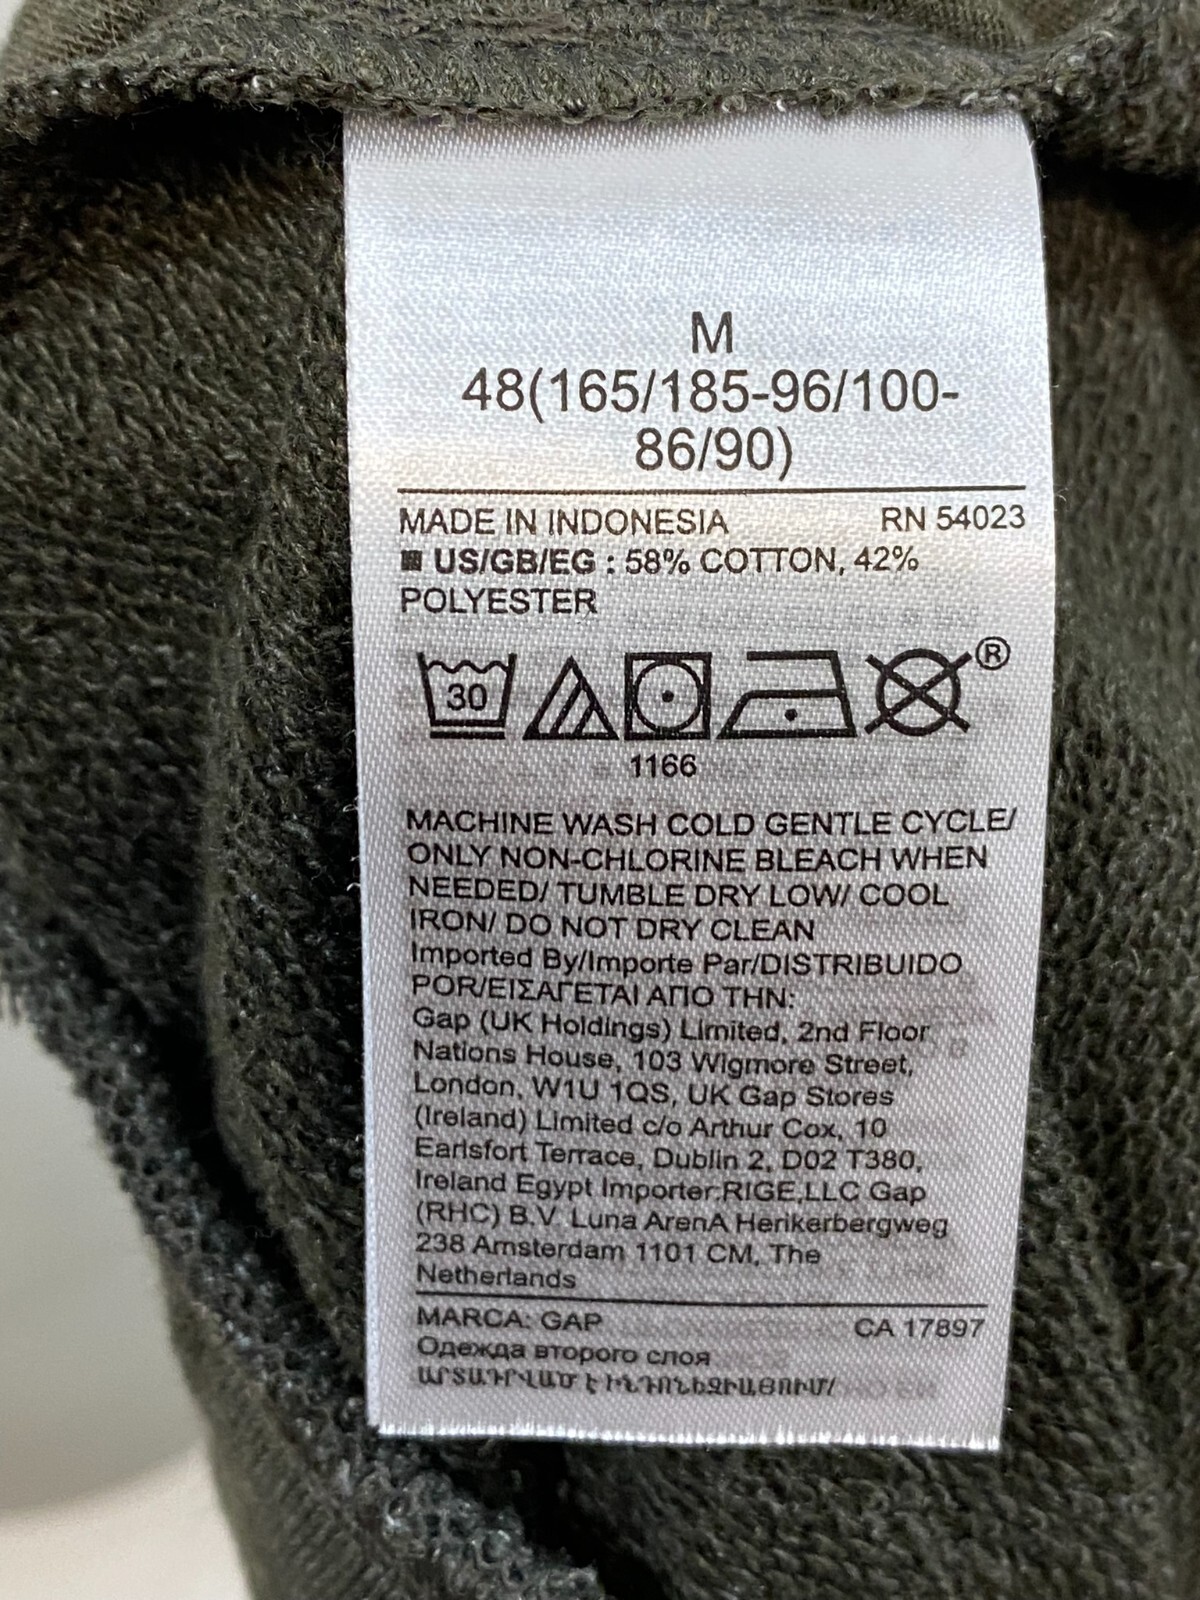 M
48(165/185-96/100-
86/90)
MADE IN INDONESIA RN 54023
US/GB/EG : 58% COTTON, 42%
POLYESTER
30
®
1166
MACHINE WASH COLD GENTLE CYCLE/
ONLY NON-CHLORINE BLEACH WHEN
NEEDED/ TUMBLE DRY LOW/ COOL
IRON/ DO NOT DRY CLEAN
Imported By/Importe Par/DISTRIBUIDO
POR/ΕΙΣΑΓΕΤΑΙ ΑΠΟ ΤΗΝ:
Gap (UK Holdings) Limited, 2nd Floor
Nations House, 103 Wigmore Street,
London, W1U 1QS, UK Gap Stores
(Ireland) Limited c/o Arthur Cox, 10
Earlsfort Terrace, Dublin 2, D02 T380,
Ireland Egypt Importer:RIGE,LLC Gap
(RHC) B.V. Luna ArenA Herikerbergweg
238 Amsterdam 1101 CM, The
Netherlands
MARCA: GAP CA 17897
Одежда второго слоя
ԱՐՏԱԴՐՎԱԾ Է ԻՆԴՈՆԵԶԻԱՅՈՒՄ/